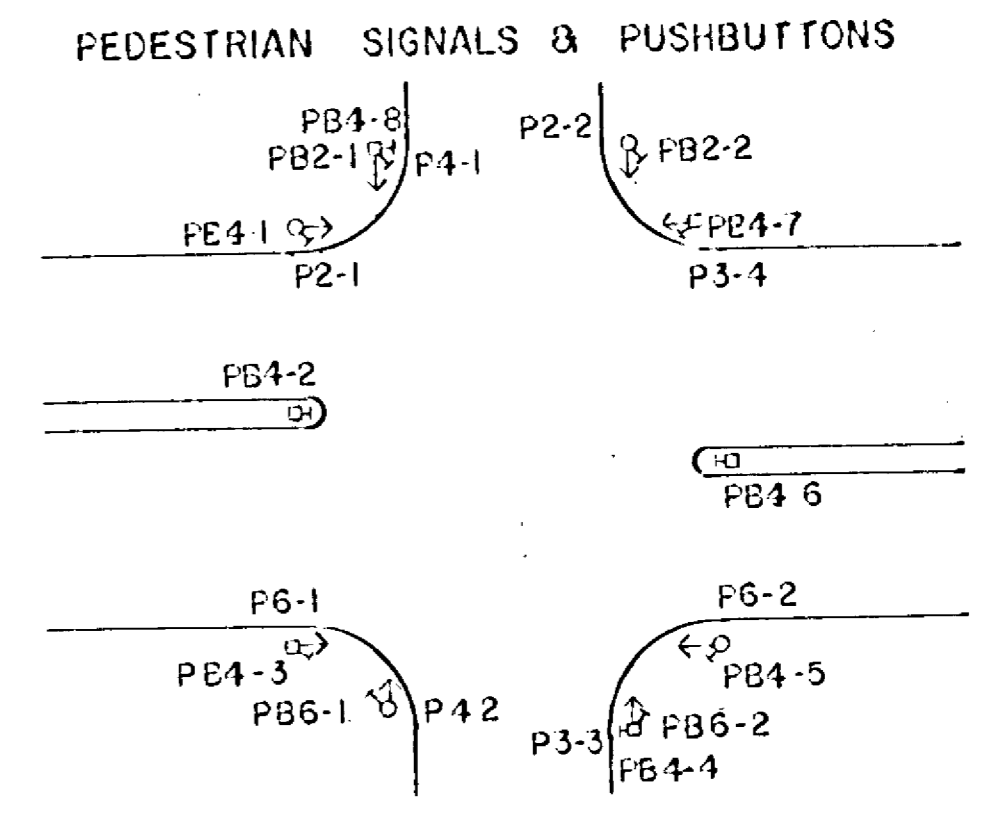 PEDESTRIAN SIGNALS & PUSHBUTTONS
PB4-8
P2-2
PB2-1
P4-1
PB2-2
PE4-1
PB4-7
P2-1
P3-4
PB4-2
PB4 6
P6-1
P6-2
PB4-3
PB4-5
PB6-1
P4 2
PB6-2
P3-3
PB4-4